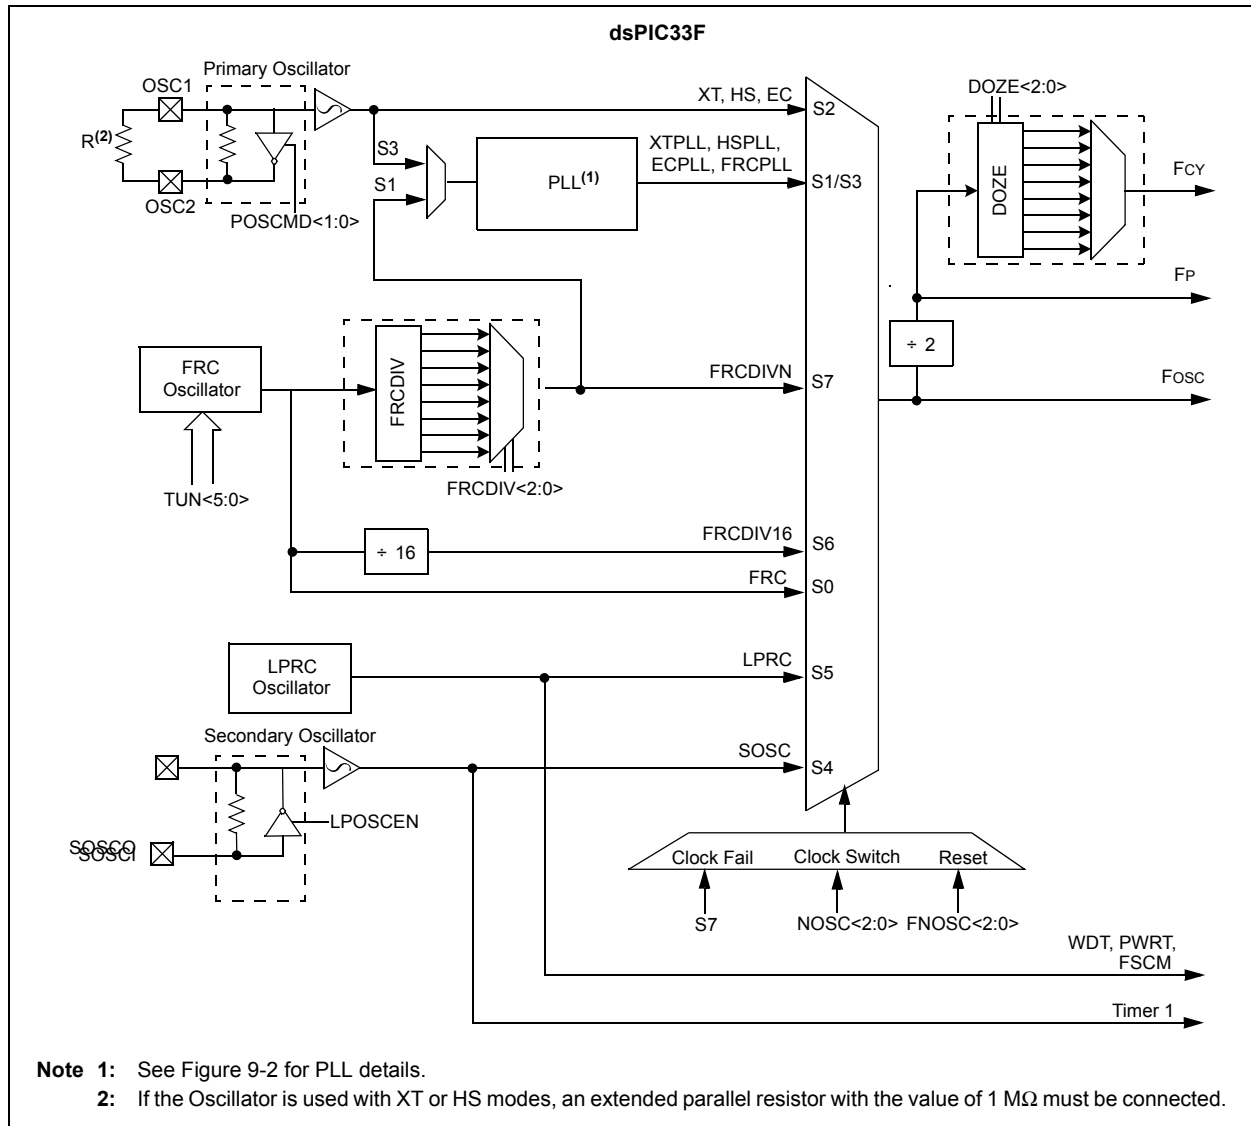 dsPIC33F
Primary Oscillator
OSC1
R(2)
OSC2
POSCMD<1:0>
S3
S1
PLL(1)
XT, HS, EC
XTPLL, HSPLL,
ECPLL, FRCPLL
S2
S1/S3
DOZE<2:0>
DOZE
FCY
FP
÷ 2
FOSC
FRC
Oscillator
TUN<5:0>
FRCDIV
FRCDIV<2:0>
FRCDIVN
S7
÷ 16
FRCDIV16
S6
FRC
S0
LPRC
Oscillator
LPRC
S5
Secondary Oscillator
SOSC
S4
LPOSCEN
SOSCO
SOSCI
Clock Fail
Clock Switch
Reset
S7
NOSC<2:0>
FNOSC<2:0>
WDT, PWRT,
FSCM
Timer 1
Note 1: See Figure 9-2 for PLL details.
2: If the Oscillator is used with XT or HS modes, an extended parallel resistor with the value of 1 MΩ must be connected.